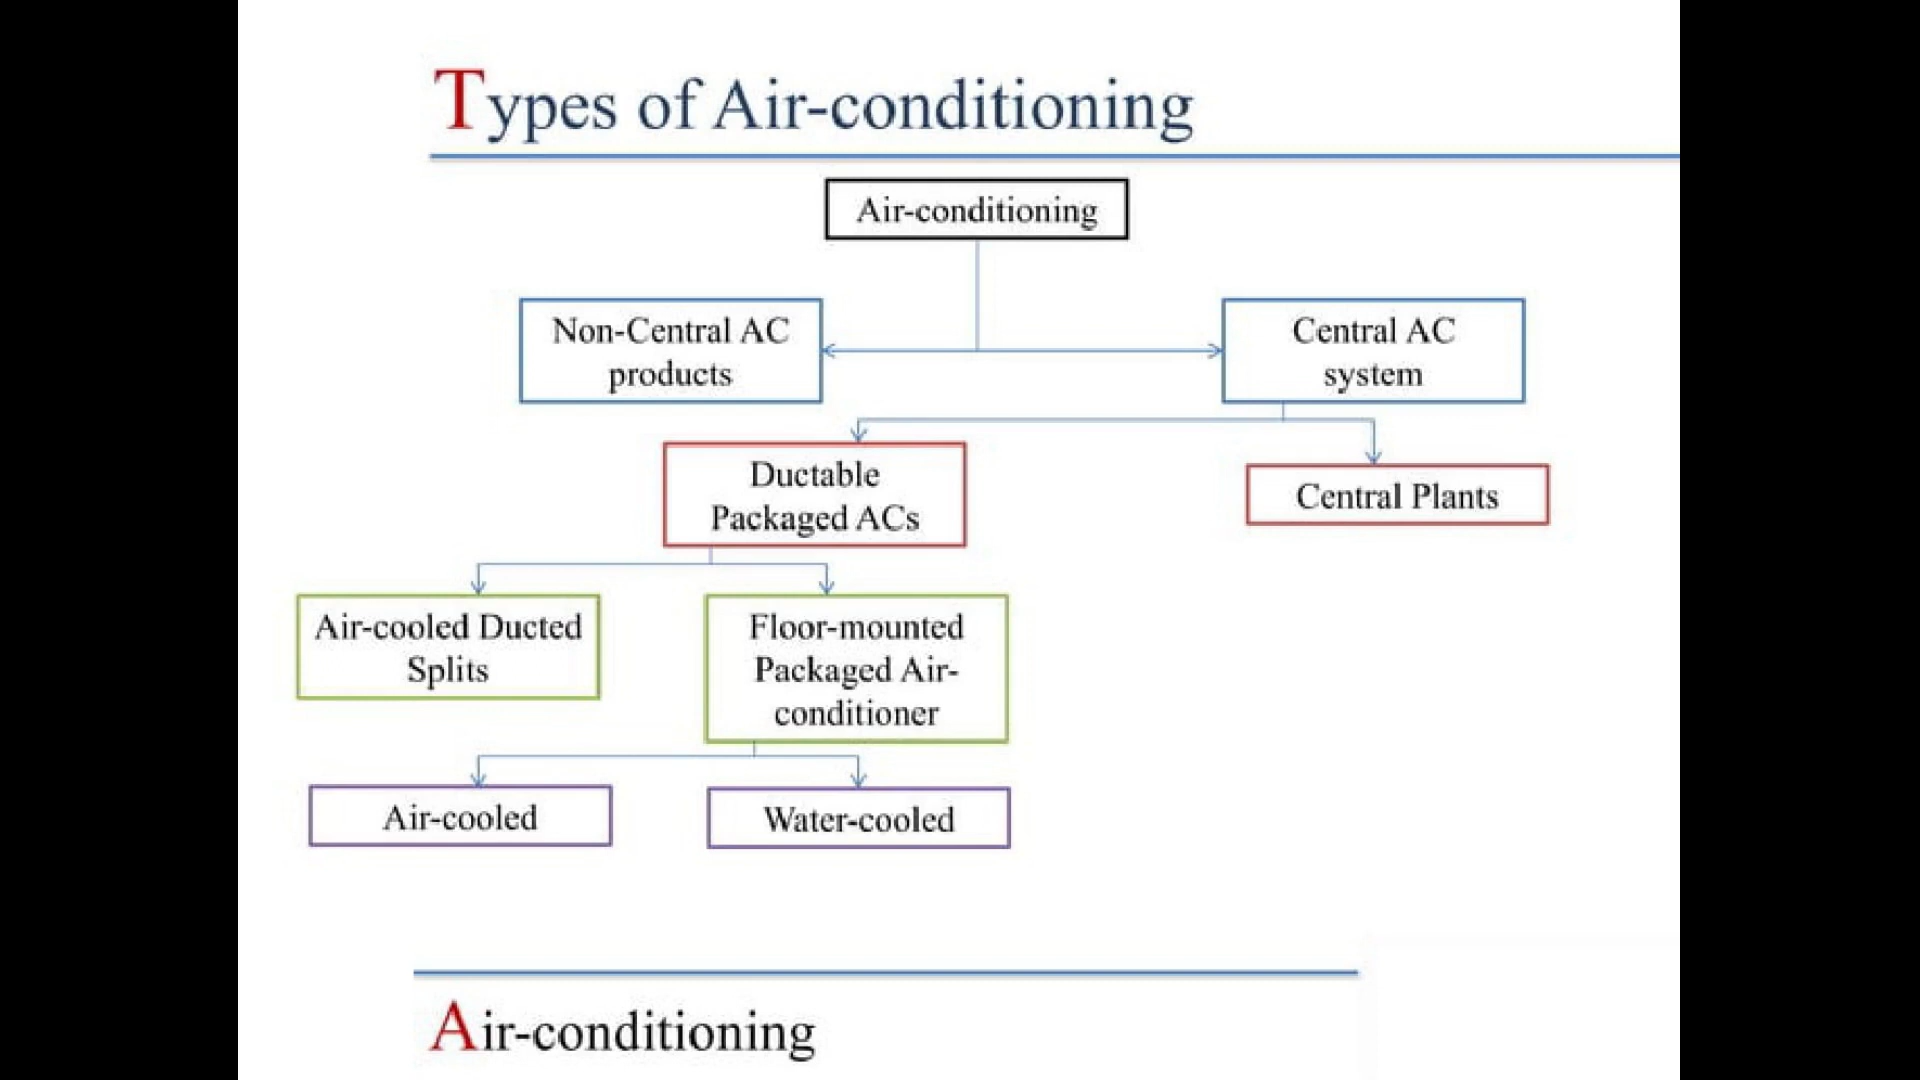 Types of Air-conditioning
Air-conditioning
Non-Central AC
products
Central AC
system
Ductable
Packaged ACs
Central Plants
Air-cooled Ducted
Splits
Floor-mounted
Packaged Air-
conditioner
Air-cooled
Water-cooled
Air-conditioning